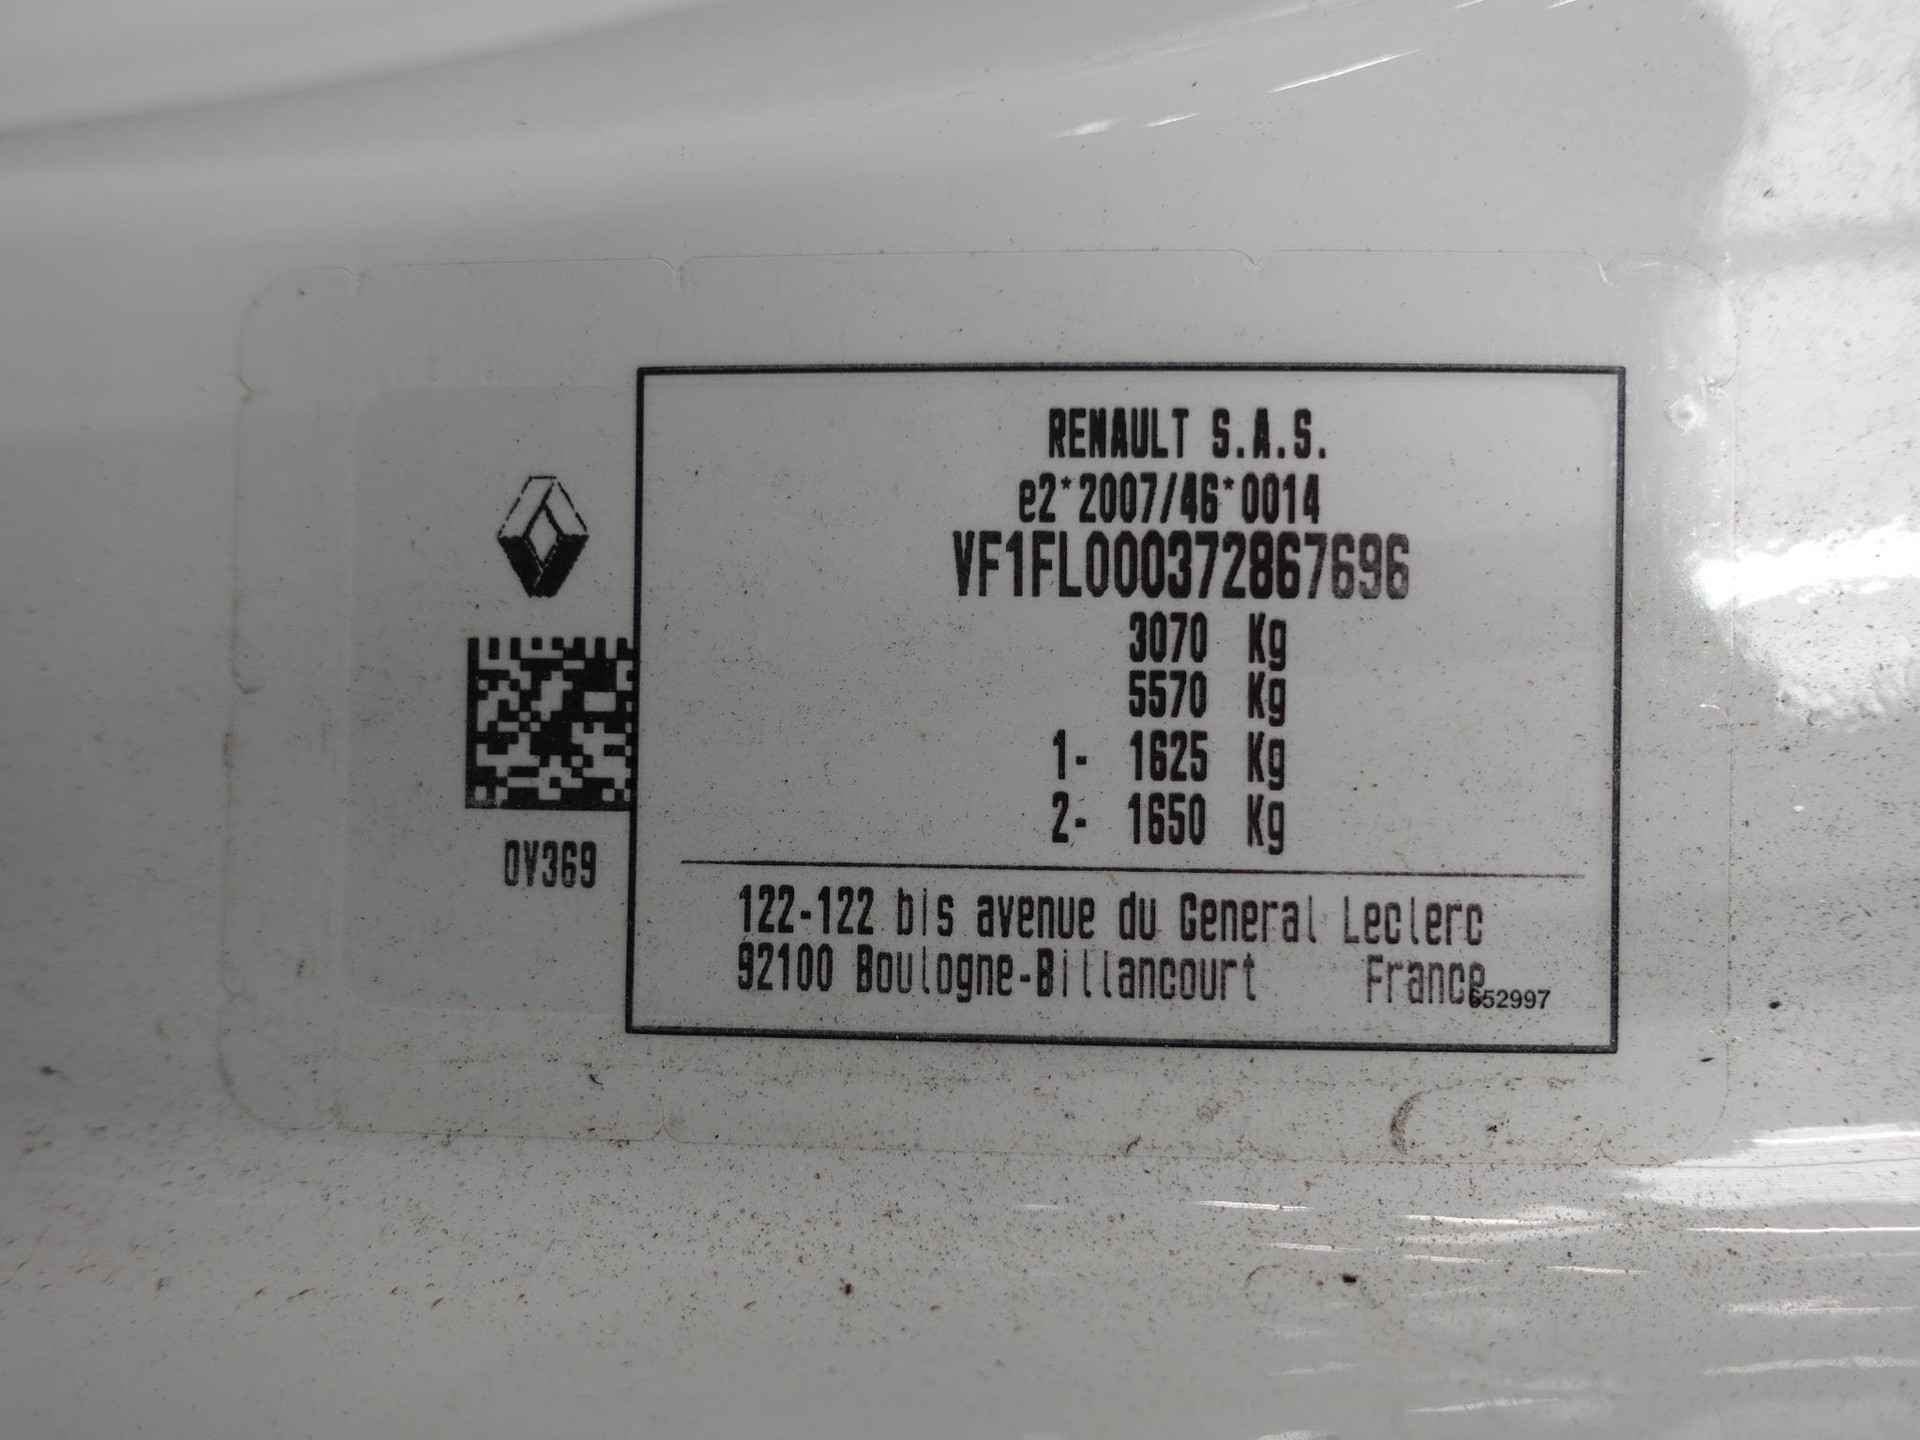 RENAULT S.A.S.
e2*2007/46*0014
VF1FL000372867696
3070 Kg
5570 Kg
1- 1625 Kg
2- 1650 Kg
OV369
122-122 bis avenue du General Leclerc
92100 Boulogne-Billancourt France
652997